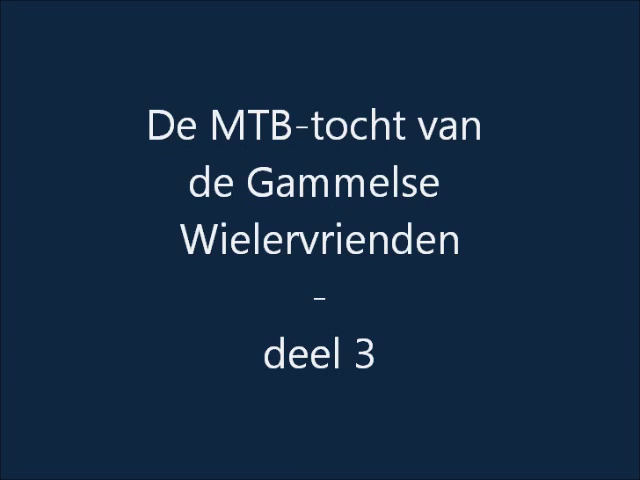 De MTB-tocht van
de Gammelse
Wielervrienden
-
deel 3